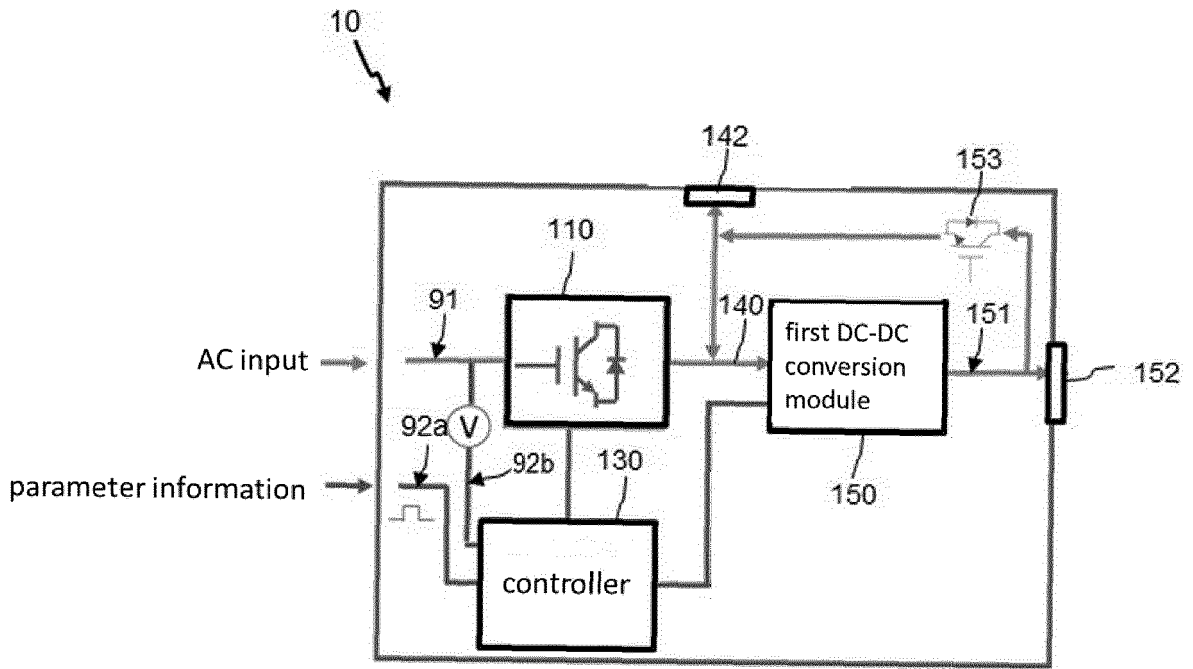 10
142
153
110
91
140
151
AC input
first DC-DC
conversion
module
152
92a
V
92b
130
150
parameter information
controller